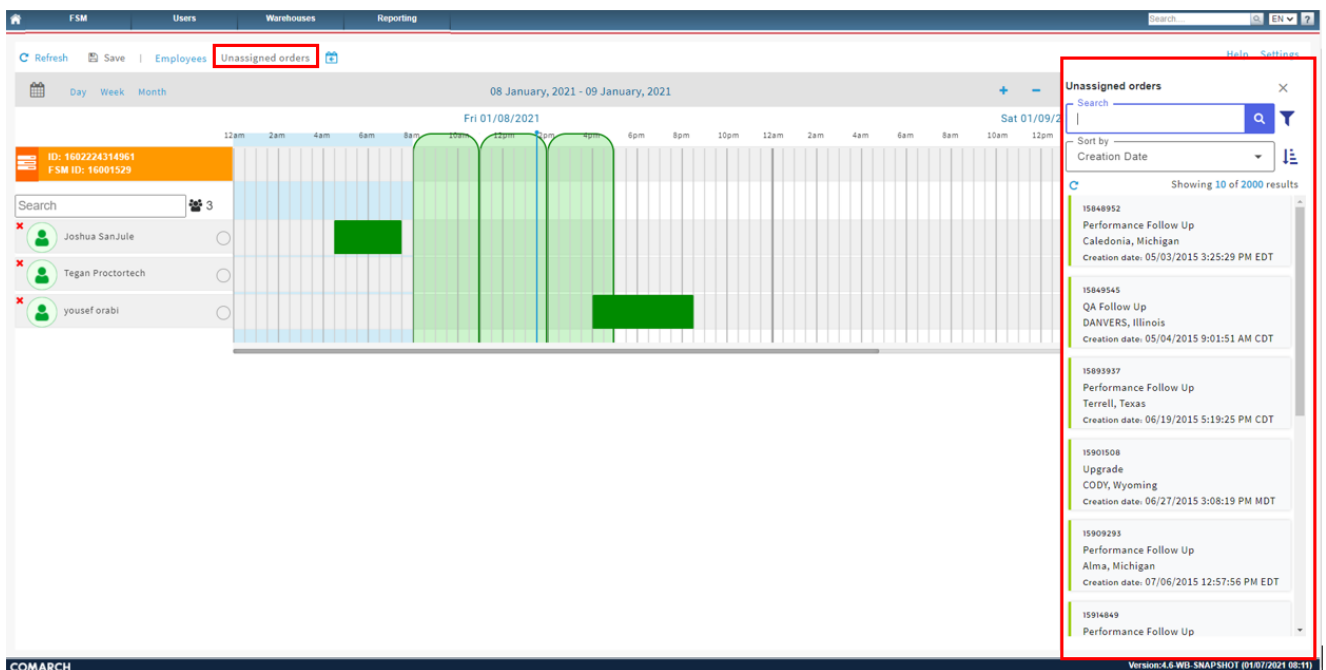 FSM Users Warehouses Reporting Search... EN ?
Refresh Save | Employees Unassigned orders Help Settings
Day Week Month 08 January, 2021 - 09 January, 2021 + -
Fri 01/08/2021 Sat 01/09/2
12am 2am 4am 6am 8am 10am 12pm 2pm 4pm 6pm 8pm 10pm 12am 2am 4am 6am 8am 10am 12pm
ID: 1602224314961
FSM ID: 16001529
Search 3
Joshua SanJule
Tegan Proctortech
yousef orabi
Unassigned orders
Search
Sort by
Creation Date
Showing 10 of 2000 results
15848952
Performance Follow Up
Caledonia, Michigan
Creation date: 05/03/2015 3:25:29 PM EDT
15849545
QA Follow Up
DANVERS, Illinois
Creation date: 05/04/2015 9:01:51 AM CDT
15893937
Performance Follow Up
Terrell, Texas
Creation date: 06/19/2015 5:19:25 PM CDT
15901508
Upgrade
CODY, Wyoming
Creation date: 06/27/2015 3:08:19 PM MDT
15909293
Performance Follow Up
Alma, Michigan
Creation date: 07/06/2015 12:57:56 PM EDT
15914849
Performance Follow Up
COMARCH Version:4.6-WB-SNAPSHOT (01/07/2021 08:11)